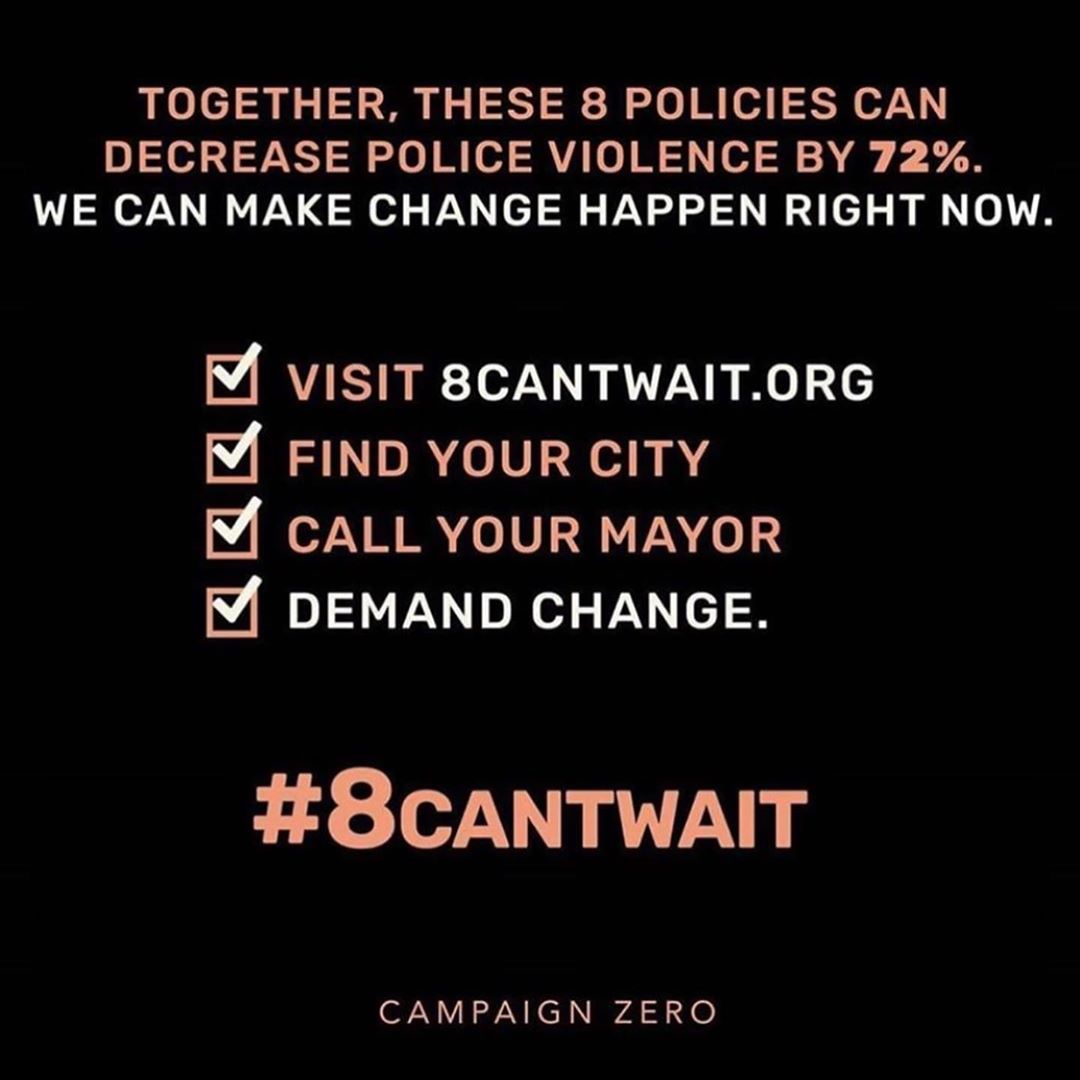 TOGETHER, THESE 8 POLICIES CAN
DECREASE POLICE VIOLENCE BY 72%.
WE CAN MAKE CHANGE HAPPEN RIGHT NOW.
VISIT 8CANTWAIT.ORG
FIND YOUR CITY
CALL YOUR MAYOR
DEMAND CHANGE.
#8CANTWAIT
CAMPAIGN ZERO